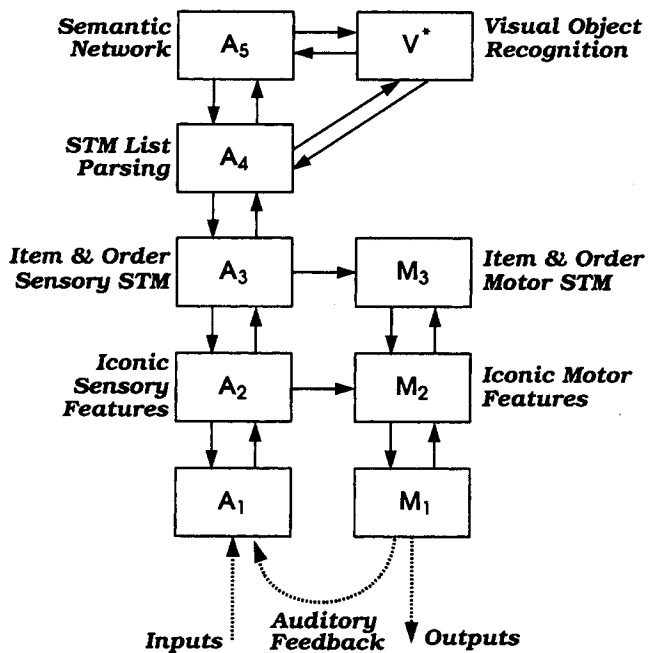 Semantic
Network
A5
V*
Visual Object
Recognition
STM List
Parsing
A4
Item & Order
Sensory STM
A3
M3
Item & Order
Motor STM
Iconic
Sensory
Features
A2
M2
Iconic Motor
Features
A1
M1
Auditory
Feedback
Inputs
Outputs